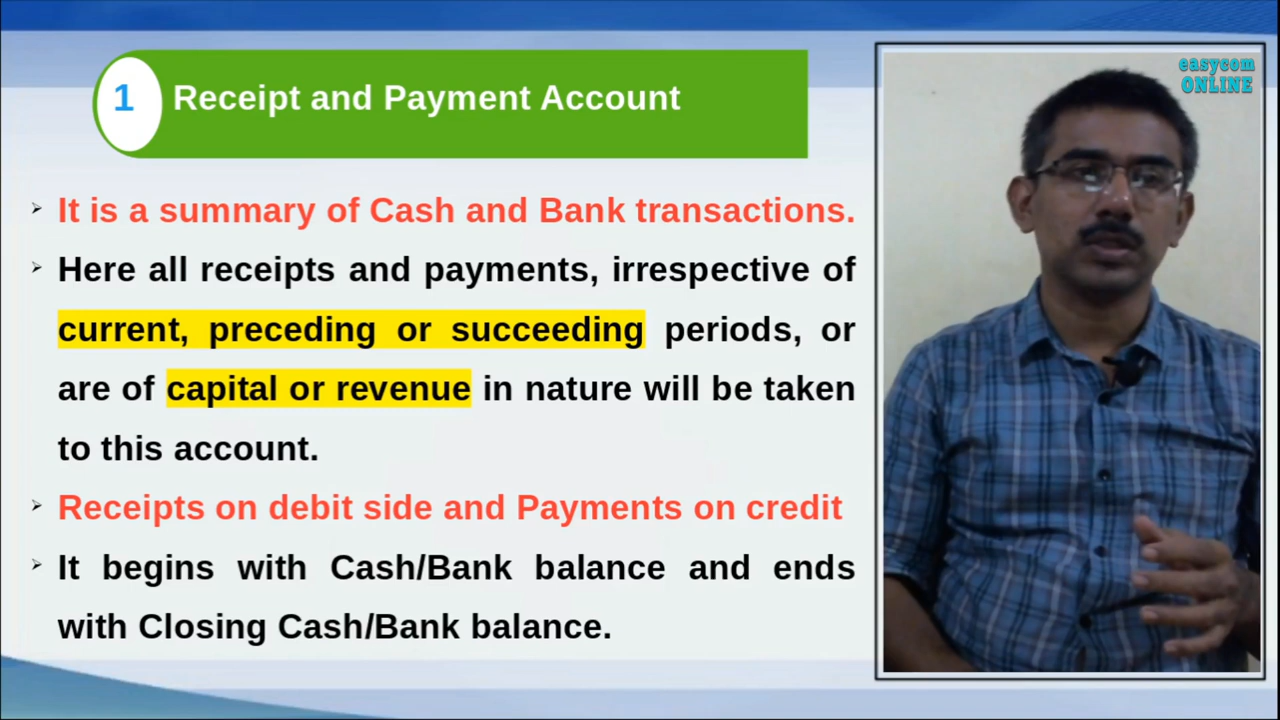 easycom
ONLINE
1 Receipt and Payment Account
It is a summary of Cash and Bank transactions.
Here all receipts and payments, irrespective of
current, preceding or succeeding periods, or
are of capital or revenue in nature will be taken
to this account.
Receipts on debit side and Payments on credit
It begins with Cash/Bank balance and ends
with Closing Cash/Bank balance.